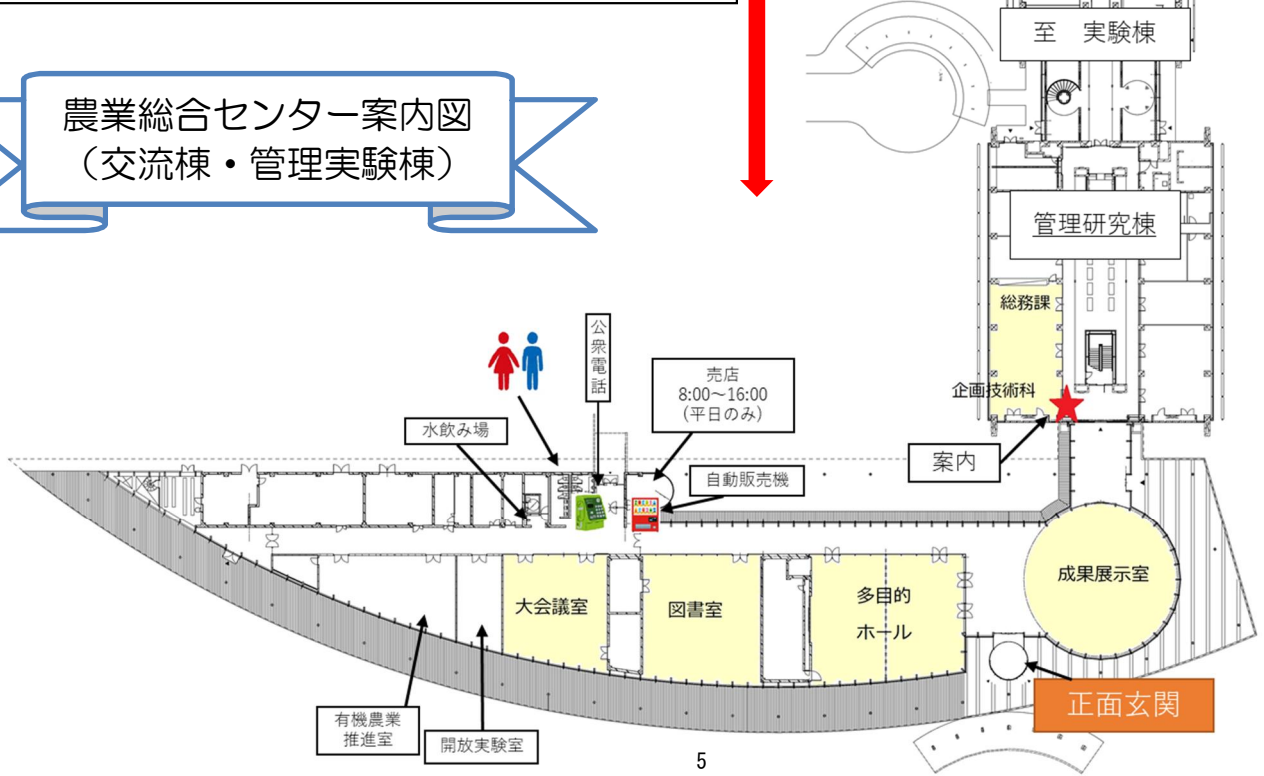 至 実験棟
農業総合センター案内図
(交流棟・管理実験棟)
管理研究棟
総務課
公衆電話
売店
8:00～16:00
(平日のみ)
企画技術科
水飲み場
案内
自動販売機
成果展示室
大会議室
図書室
多目的
ホール
正面玄関
有機農業
推進室
開放実験室
5